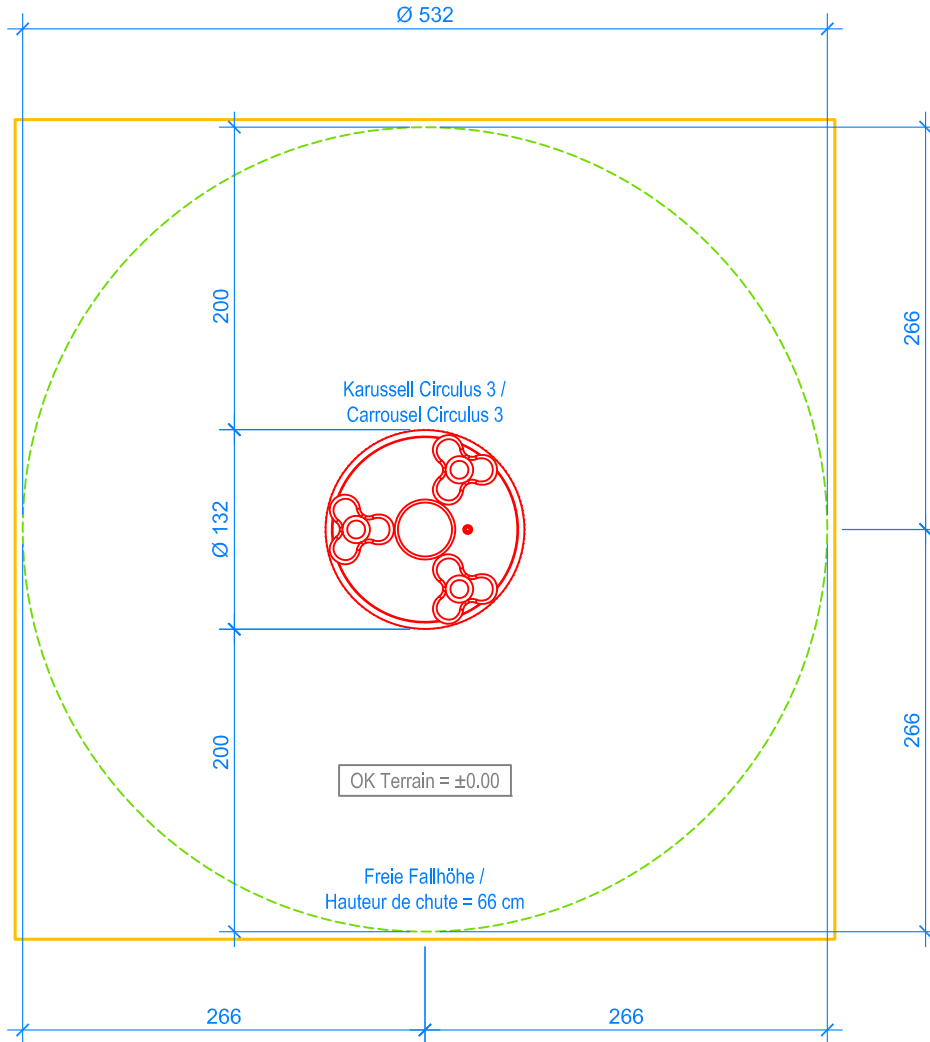 Ø 532
200
266
Karussell Circulus 3 /
Carrousel Circulus 3
Ø 132
200
266
OK Terrain = ±0.00
Freie Fallhöhe /
Hauteur de chute = 66 cm
266
266